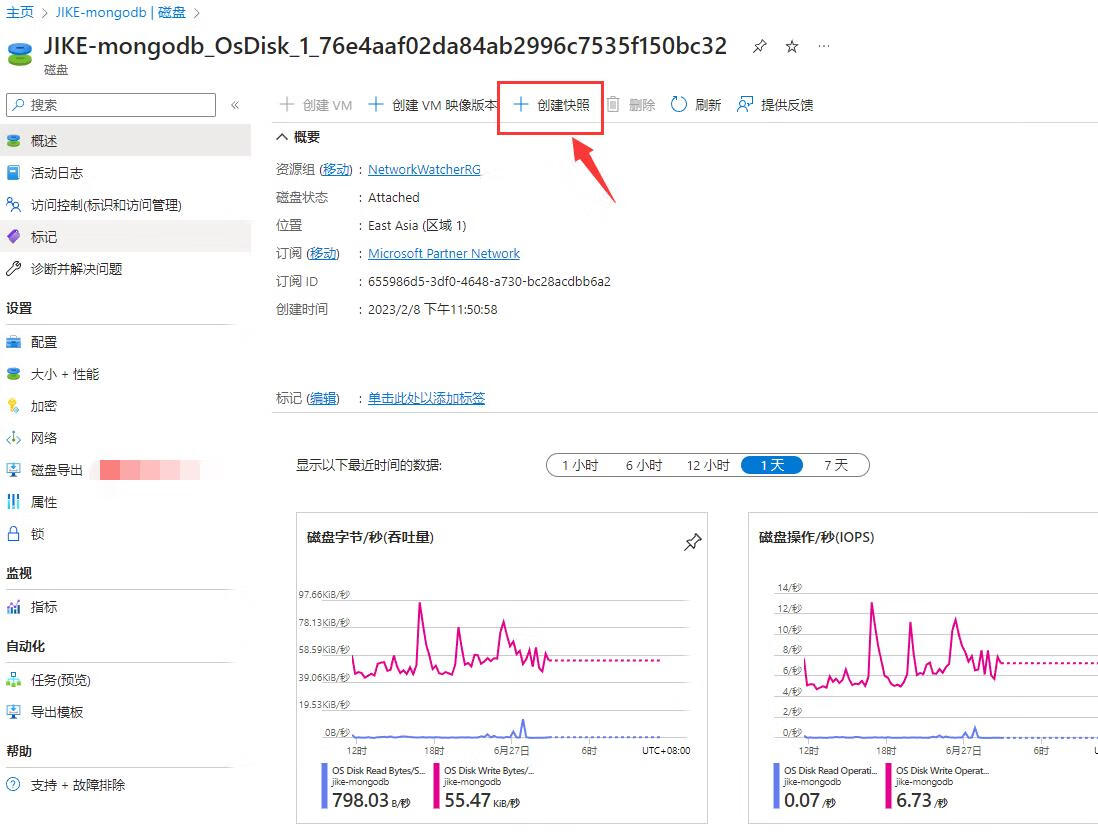 主页 > JIKE-mongodb | 磁盘 >
JIKE-mongodb_OsDisk_1_76e4aaf02da84ab2996c7535f150bc32
磁盘
搜索
«
概述
活动日志
访问控制(标识和访问管理)
标记
诊断并解决问题
设置
配置
大小 + 性能
加密
网络
磁盘导出
属性
锁
监视
指标
自动化
任务(预览)
导出模板
帮助
支持 + 故障排除
创建 VM 创建 VM 映像版本 创建快照 删除 刷新 提供反馈
概要
资源组 (移动) : NetworkWatcherRG
磁盘状态 : Attached
位置 : East Asia (区域 1)
订阅 (移动) : Microsoft Partner Network
订阅 ID : 655986d5-3df0-4648-a730-bc28acdbb6a2
创建时间 : 2023/2/8 下午11:50:58
标记 (编辑) : 单击此处以添加标签
显示以下最近时间的数据:
1 小时 6 小时 12 小时 1 天 7 天
磁盘字节/秒(吞吐量)
97.66KiB/秒
78.13KiB/秒
58.59KiB/秒
39.06KiB/秒
19.53KiB/秒
0B/秒
12时 18时 6月27日 6时 UTC+08:00
OS Disk Read Bytes/S... OS Disk Write Bytes/...
jike-mongodb jike-mongodb
798.03 B/秒 55.47 KiB/秒
磁盘操作/秒(IOPS)
14/秒
12/秒
10/秒
8/秒
6/秒
4/秒
2/秒
0/秒
12时 18时 6月27日 6时
OS Disk Read Operati... OS Disk Write Operat...
jike-mongodb jike-mongodb
0.07 /秒 6.73 /秒